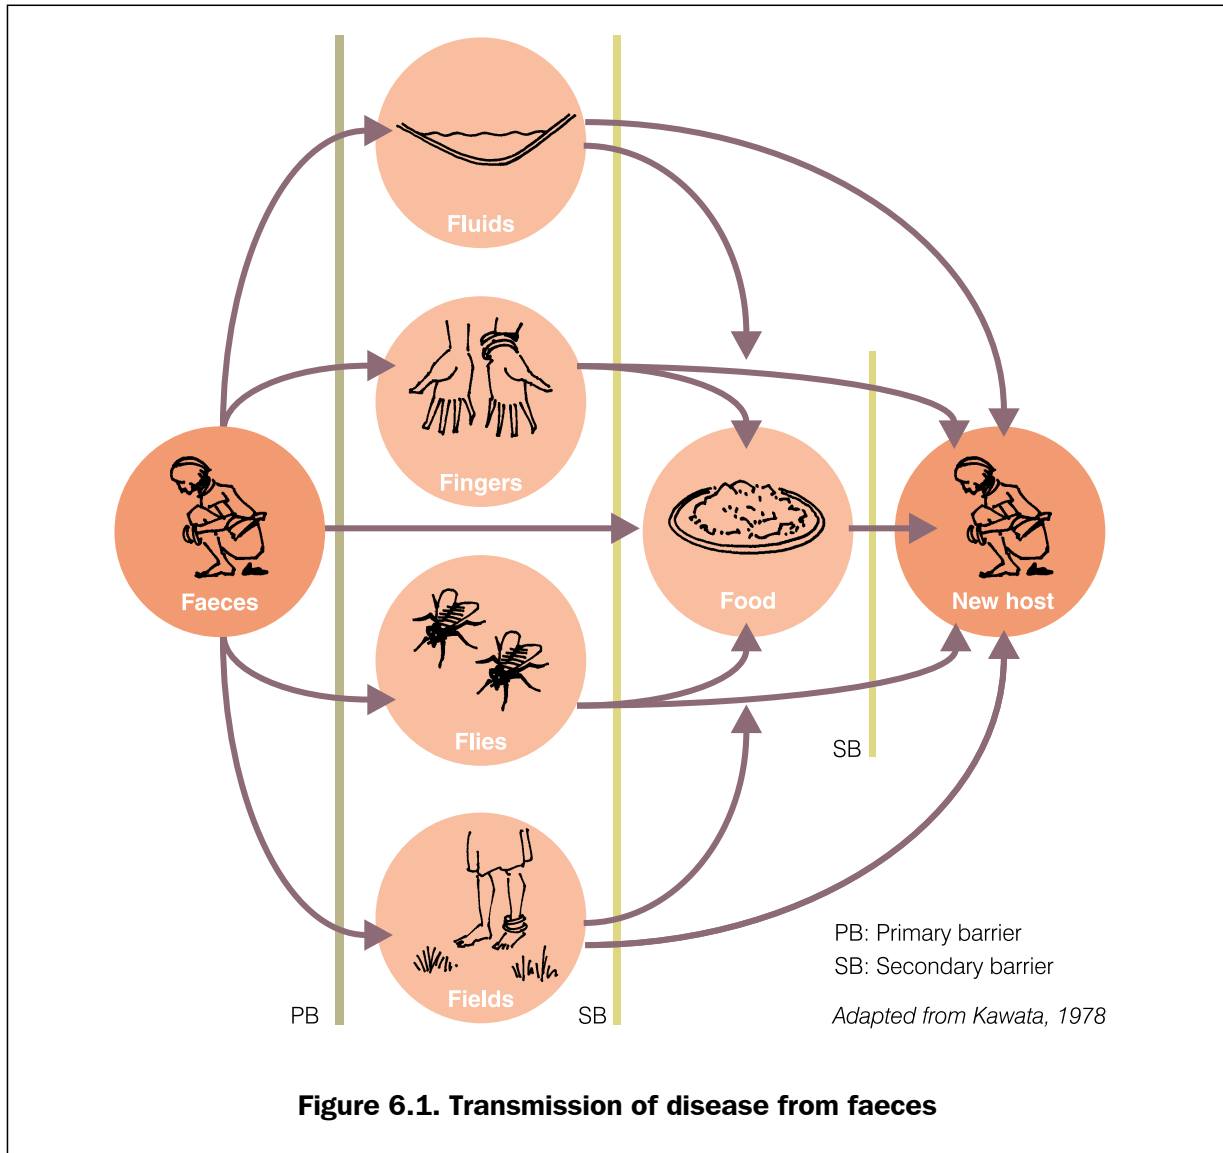 Fluids
Fingers
Faeces
Food
New host
Flies
SB
Fields
PB
SB
PB: Primary barrier
SB: Secondary barrier
Adapted from Kawata, 1978
Figure 6.1. Transmission of disease from faeces